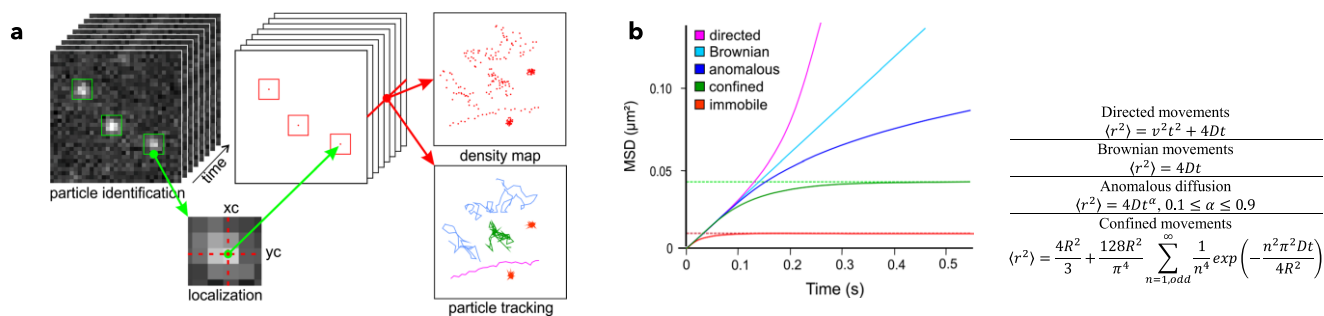 a
time
particle identification
xc
yc
localization
density map
particle tracking
b
MSD (μm²)
0.10
0.05
0
directed
Brownian
anomalous
confined
immobile
0
0.1
0.2
0.3
0.4
0.5
Time (s)
Directed movements
⟨r²⟩ = v²t² + 4Dt
Brownian movements
⟨r²⟩ = 4Dt
Anomalous diffusion
⟨r²⟩ = 4Dt^α, 0.1 ≤ α ≤ 0.9
Confined movements
⟨r²⟩ = 4R²/3 + 128R²/π⁴ ∑_{n=1,odd}^{∞} 1/n⁴ exp(−n²π²Dt/4R²)